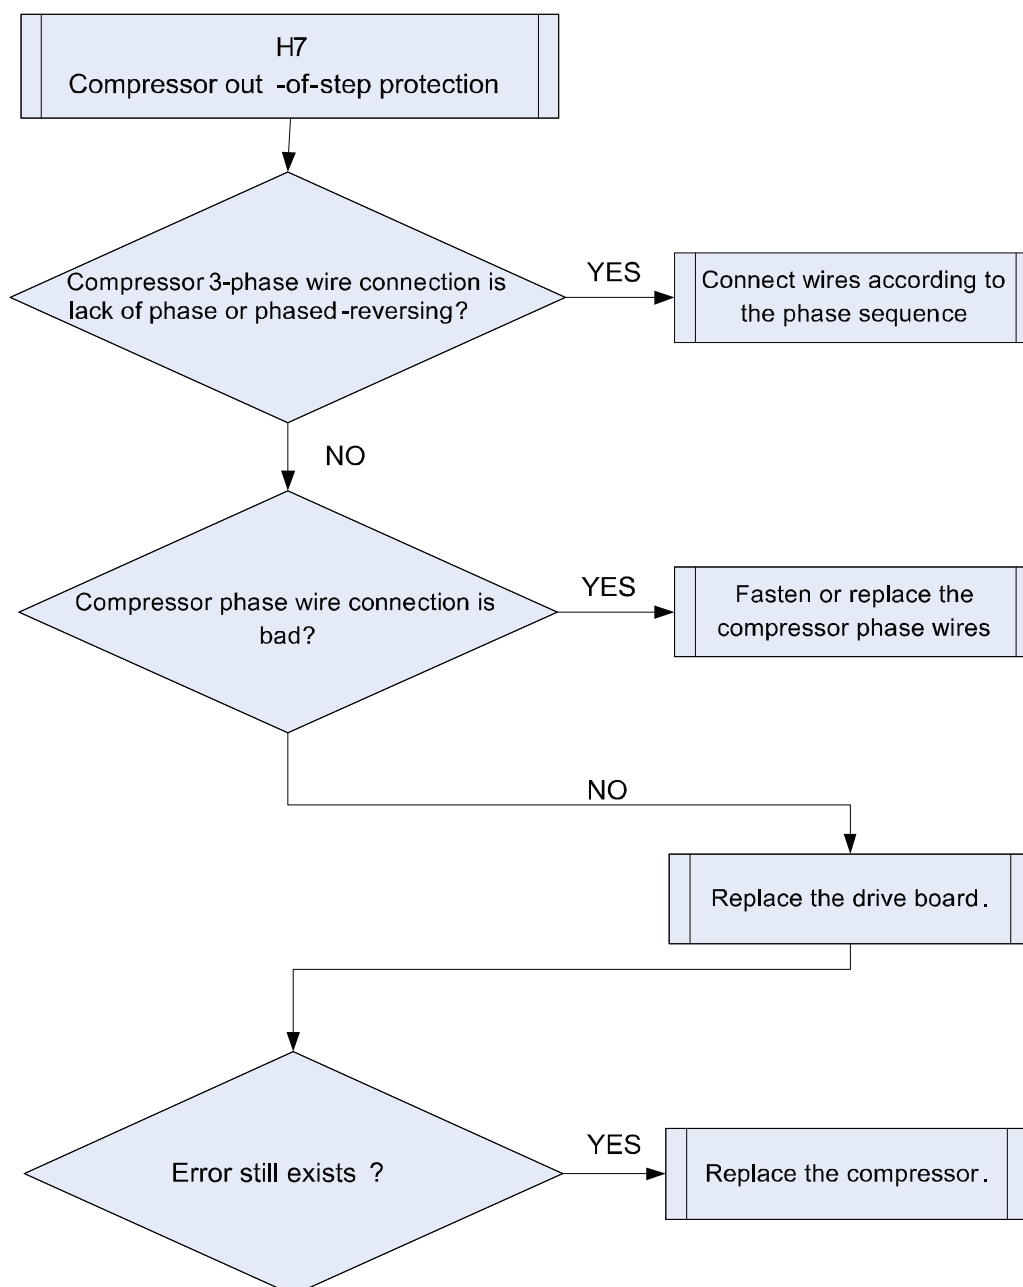 H7
Compressor out -of-step protection
Compressor 3-phase wire connection is
lack of phase or phased-reversing?
YES
Connect wires according to
the phase sequence
NO
Compressor phase wire connection is
bad?
YES
Fasten or replace the
compressor phase wires
NO
Replace the drive board.
Error still exists ?
YES
Replace the compressor.